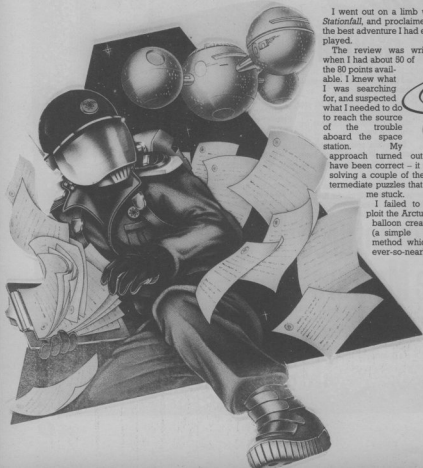 I went out on a limb
Stationfall, and proclaime
the best adventure I had e
played.
The review was wri
when I had about 80 of
the 80 points avail-
able. I knew what
I was searching
for, and suspected
what I needed to do
to reach the source
of the trouble
aboard the space
station. My
approach turned out
have been correct – it
solving a couple of the
termediate puzzles that
me stuck.
I failed to
ploit the Arctu
balloon crea
(a simple
method whic
ever-so-near